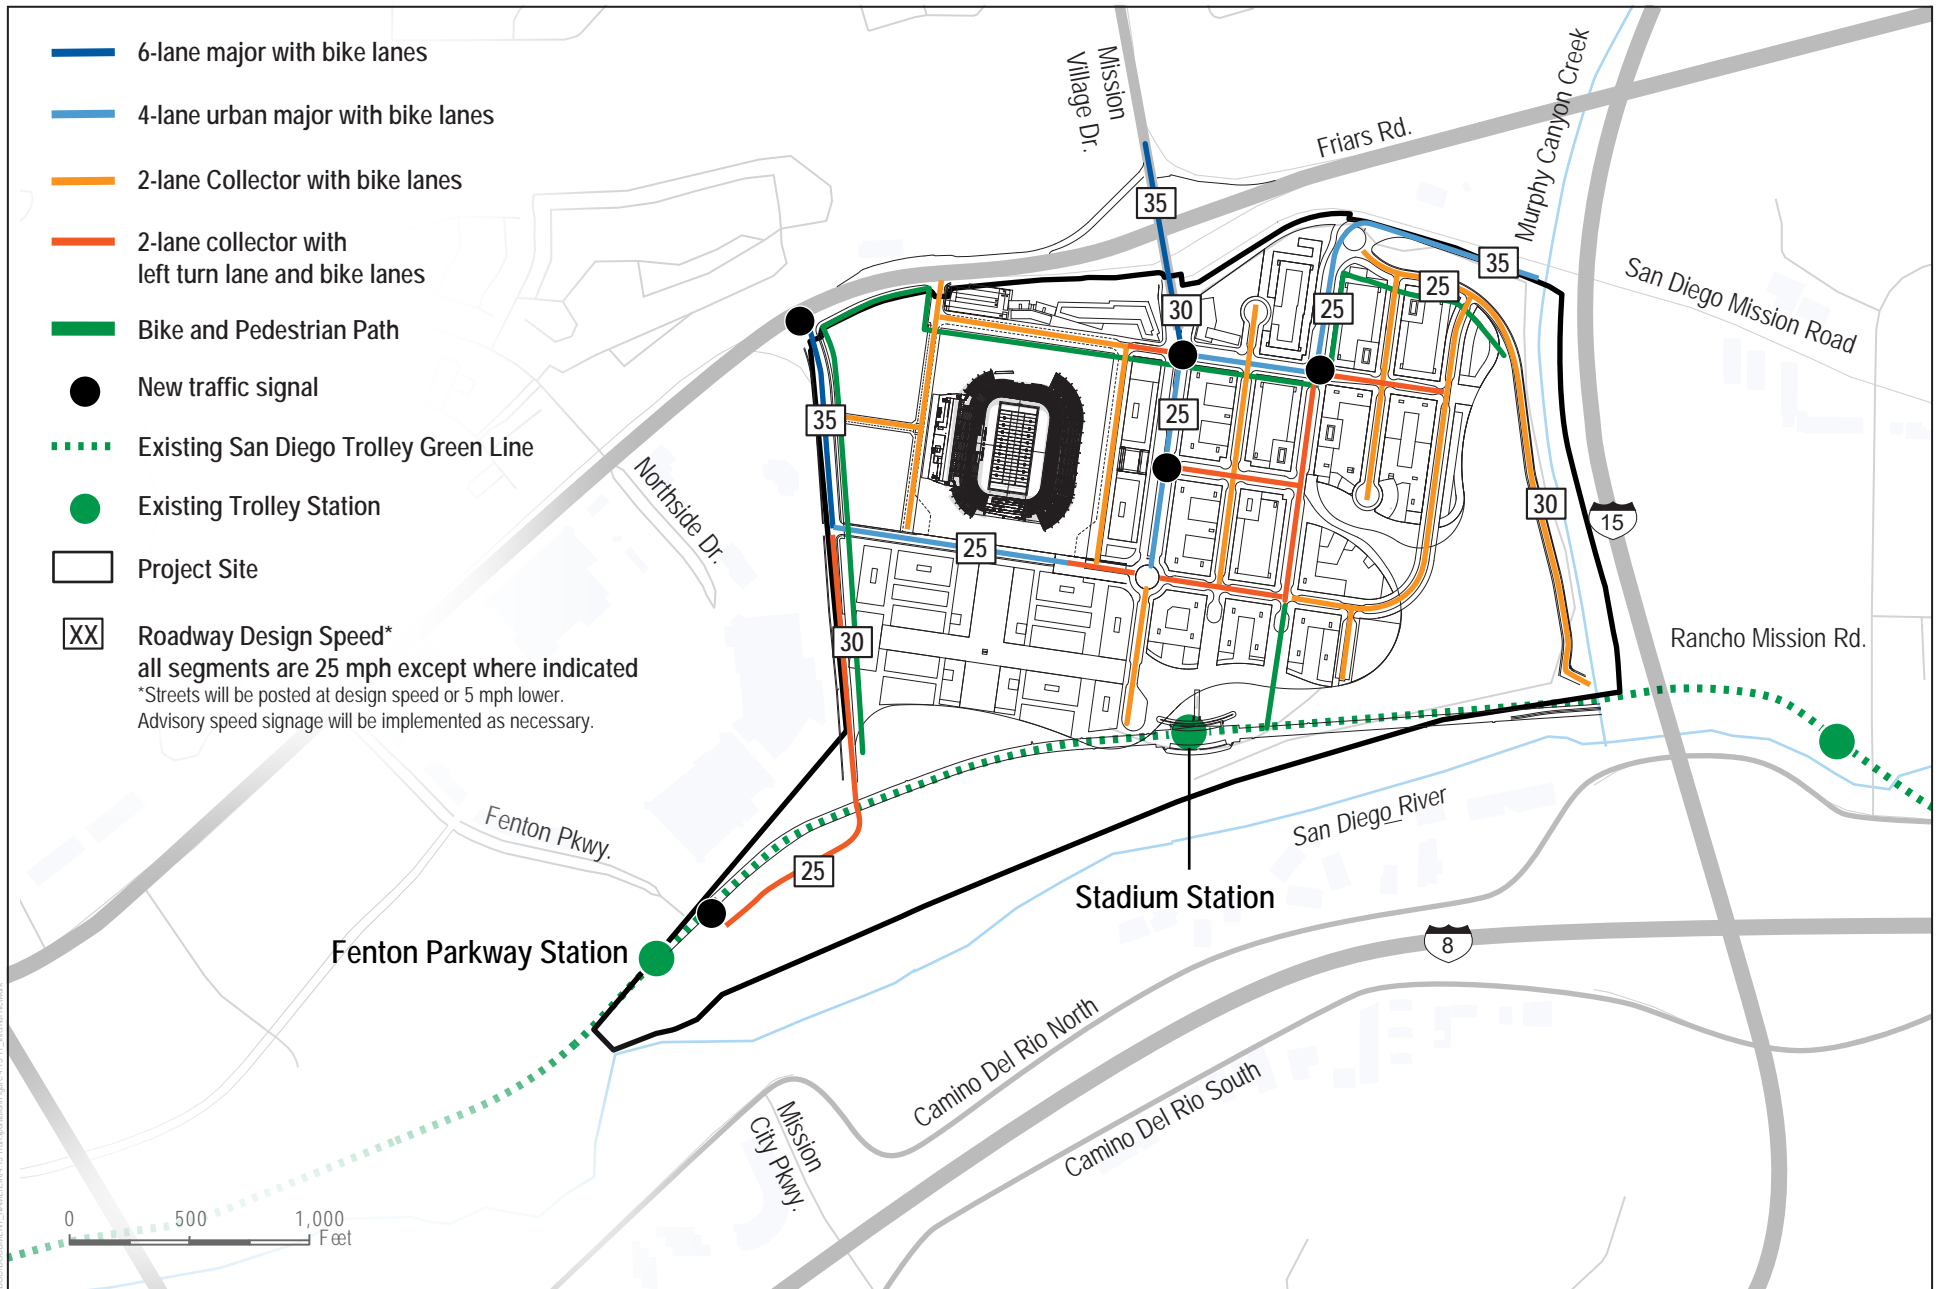 6-lane major with bike lanes
4-lane urban major with bike lanes
2-lane Collector with bike lanes
2-lane collector with
left turn lane and bike lanes
Bike and Pedestrian Path
New traffic signal
Existing San Diego Trolley Green Line
Existing Trolley Station
Project Site
XX
Roadway Design Speed*
all segments are 25 mph except where indicated
*Streets will be posted at design speed or 5 mph lower.
Advisory speed signage will be implemented as necessary.
Mission
Village Dr.
Friars Rd.
Murphy Canyon Creek
San Diego Mission Road
35
35
30
25
25
35
25
25
30
30
25
15
Northside Dr.
Rancho Mission Rd.
Fenton Pkwy.
San Diego River
25
Stadium Station
Fenton Parkway Station
8
Camino Del Rio North
Camino Del Rio South
Mission
City Pkwy.
0 500 1,000
Feet